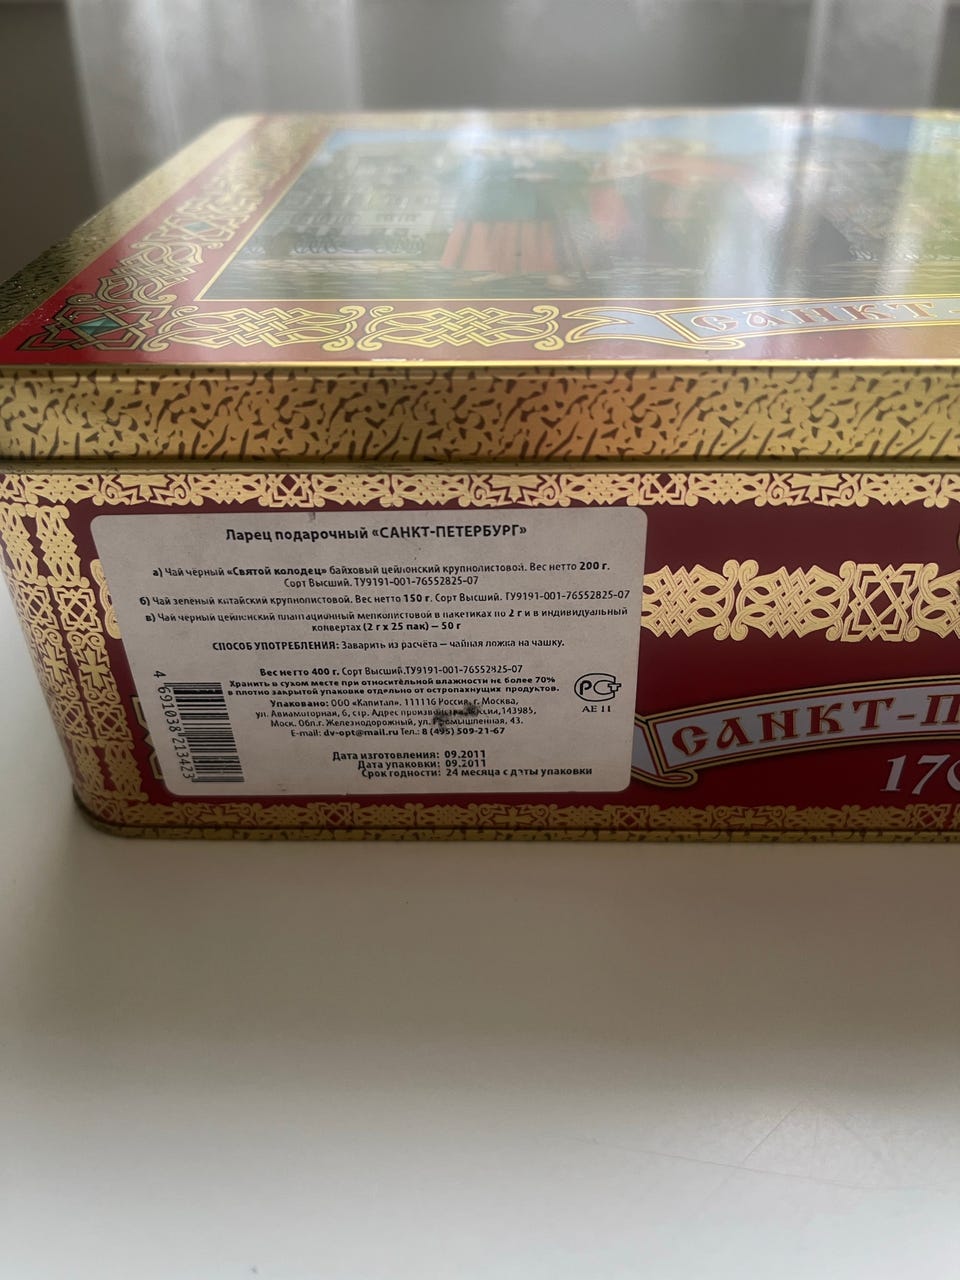 САНКТ-
Ларец подарочный «САНКТ-ПЕТЕРБУРГ»
а) Чай чёрный «Святой колодец» байховый цейлонский крупнолистовой. Вес нетто 200 г.
Сорт Высший. ТУ9191-001-76552825-07
б) Чай зеленый китайский крупнолистовой. Вес нетто 150 г. Сорт Высший. ТУ9191-001-76552825-07
в) Чай черный цейлонский плантационный мелколистовой в пакетиках по 2 г и в индивидуальный
конвертах (2 г х 25 пак) – 50 г
СПОСОБ УПОТРЕБЛЕНИЯ: Заварить из расчёта – чайная ложка на чашку.
Вес нетто 400 г. Сорт Высший.ТУ9191-001-76552825-07
Хранить в сухом месте при относительной влажности не более 70%
в плотно закрытой упаковке отдельно от остропахнущих продуктов.
Упаковано: ООО «Капитал». 111116 Россия, г. Москва,
ул. Авиамоторная, 6, стр. Адрес 143985,
Моск. Обл.г. Железнодорожный, ул. Промышленная, 43.
E-mail: dv-opt@mail.ru Тел.: 8 (495) 509-21-67
Дата изготовления: 09.2011
Дата упаковки: 09.2011
Срок годности: 24 месяца с даты упаковки
4 691038 213423
РСТ
АЕ 11
САНКТ-П
170